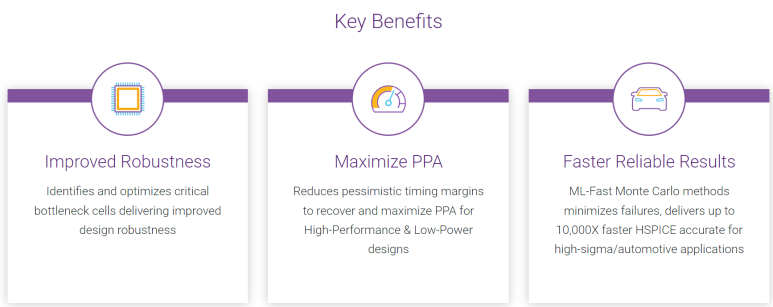 Key Benefits
Improved Robustness
Identifies and optimizes critical
bottleneck cells delivering improved
design robustness
Maximize PPA
Reduces pessimistic timing margins
to recover and maximize PPA for
High-Performance & Low-Power
designs
Faster Reliable Results
ML-Fast Monte Carlo methods
minimizes failures, delivers up to
10,000X faster HSPICE accurate for
high-sigma/automotive applications